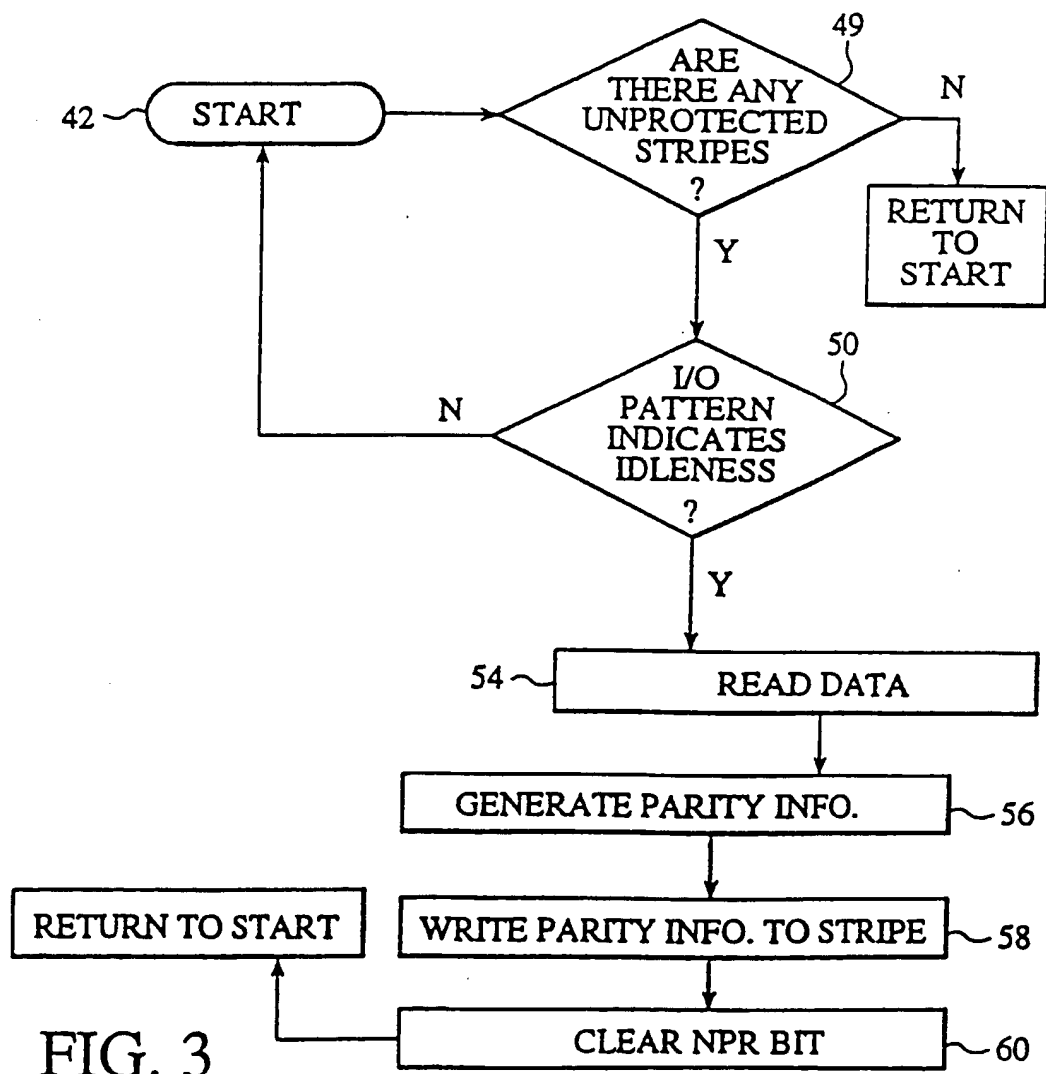 42
START
ARE
THERE ANY
UNPROTECTED
STRIPES
?
49
N
RETURN
TO
START
Y
I/O
PATTERN
INDICATES
IDLENESS
?
50
N
Y
54
READ DATA
GENERATE PARITY INFO.
56
RETURN TO START
WRITE PARITY INFO. TO STRIPE
58
CLEAR NPR BIT
60
FIG. 3